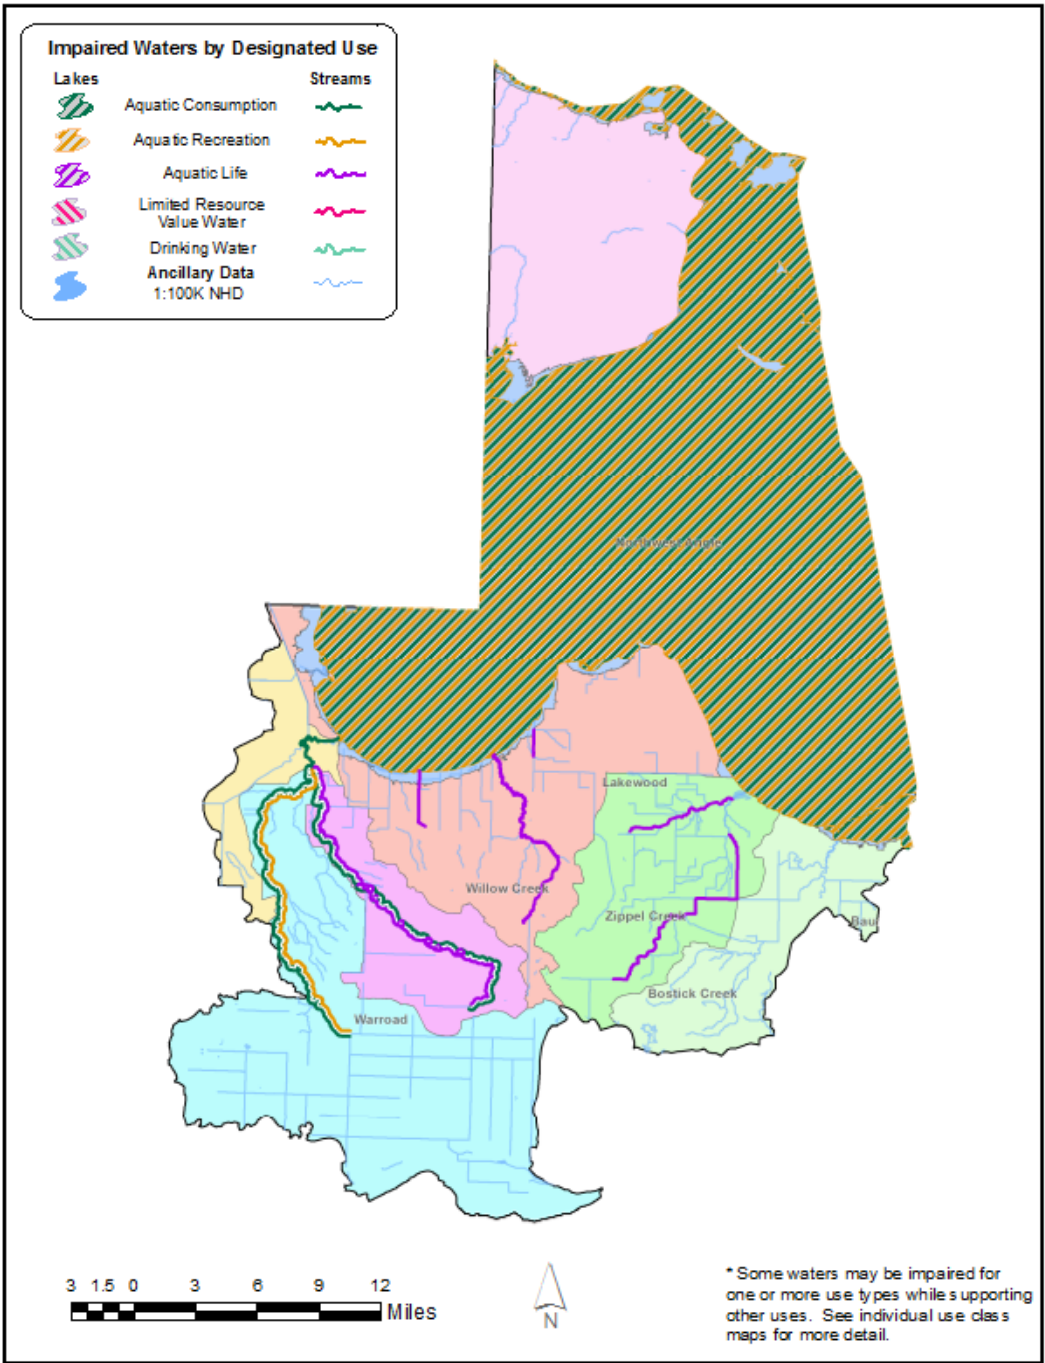 Impaired Waters by Designated Use
Lakes
Streams
Aquatic Consumption
Aquatic Recreation
Aquatic Life
Limited Resource
Value Water
Drinking Water
Ancillary Data
1:100K NHD
Northwest Angle
Lakewood
Willow Creek
Zippel Creek
Bau
Bostick Creek
Warroad
3 1.5 0 3 6 9 12
Miles
N
* Some waters may be impaired for
one or more use types while supporting
other uses. See individual use class
maps for more detail.